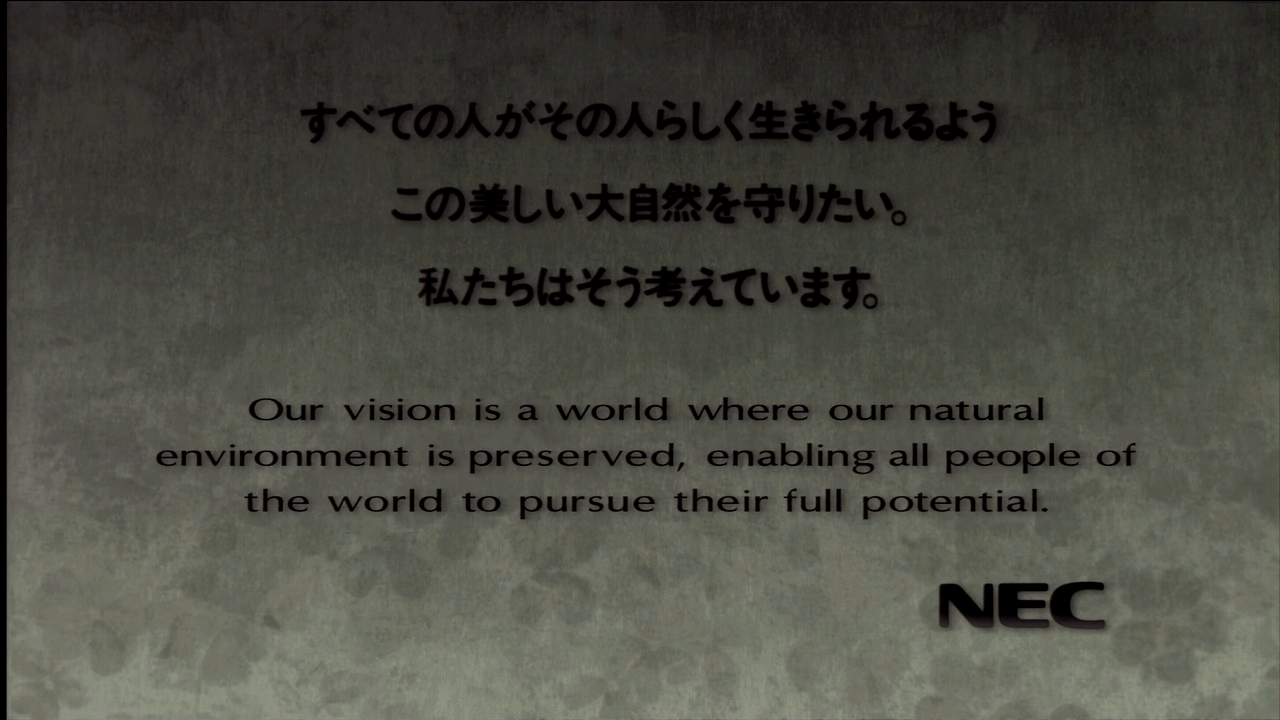 すべての人がその人らしく生きられるよう
この美しい大自然を守りたい。
私たちはそう考えています。
Our vision is a world where our natural
environment is preserved, enabling all people of
the world to pursue their full potential.
NEC